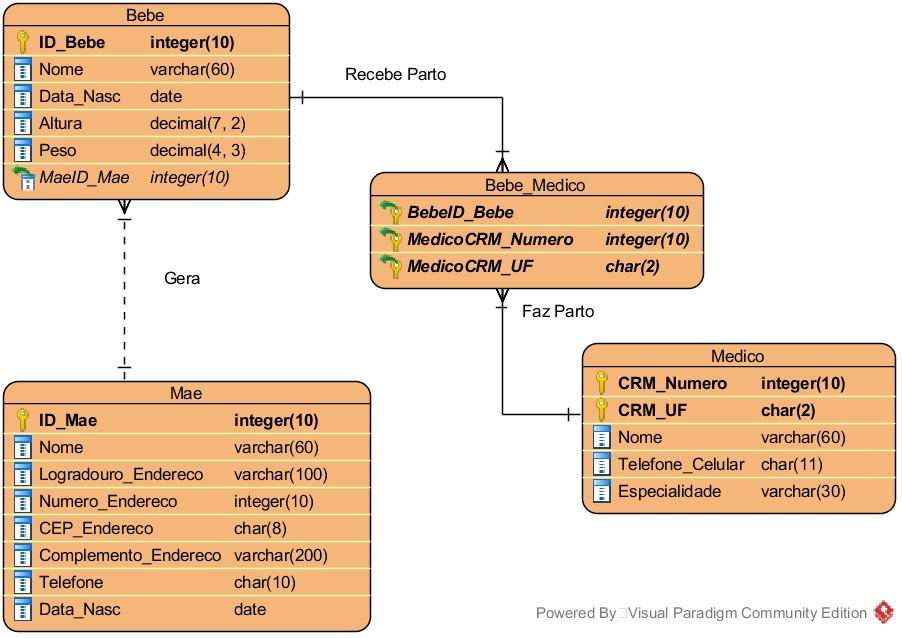 Bebe
ID_Bebe integer(10)
Nome varchar(60)
Data_Nasc date
Altura decimal(7, 2)
Peso decimal(4, 3)
MaeID_Mae integer(10)
Recebe Parto
Bebe_Medico
BebeID_Bebe integer(10)
MedicoCRM_Numero integer(10)
MedicoCRM_UF char(2)
Gera
Faz Parto
Medico
CRM_Numero integer(10)
CRM_UF char(2)
Nome varchar(60)
Telefone_Celular char(11)
Especialidade varchar(30)
Mae
ID_Mae integer(10)
Nome varchar(60)
Logradouro_Endereco varchar(100)
Numero_Endereco integer(10)
CEP_Endereco char(8)
Complemento_Endereco varchar(200)
Telefone char(10)
Data_Nasc date
Powered By Visual Paradigm Community Edition